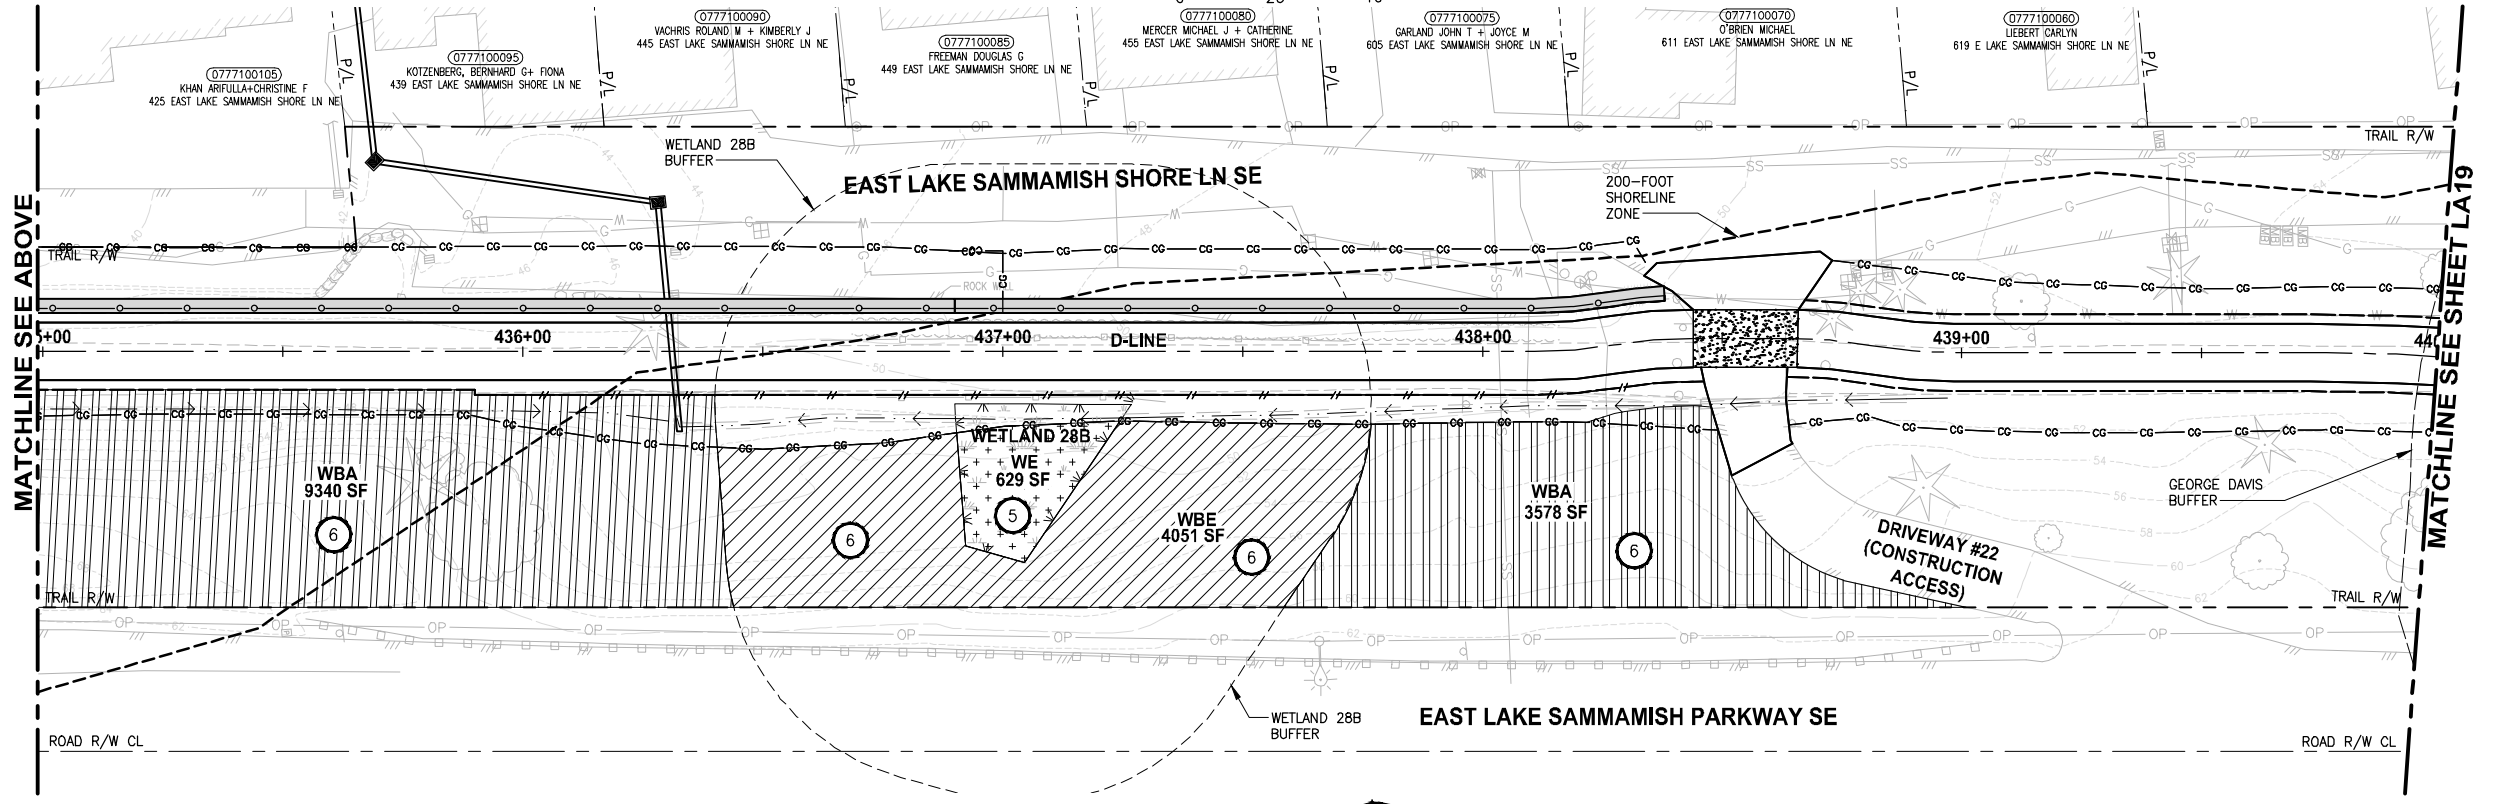 0777100105
KHAN ARIFULLA+CHRISTINE F
425 EAST LAKE SAMMAMISH SHORE LN NE
0777100095
KOTZENBERG, BERNHARD G+ FIONA
439 EAST LAKE SAMMAMISH SHORE LN NE
0777100090
VACHRIS ROLAND M + KIMBERLY J
445 EAST LAKE SAMMAMISH SHORE LN NE
0777100085
FREEMAN DOUGLAS G
449 EAST LAKE SAMMAMISH SHORE LN NE
0777100080
MERCER MICHAEL J + CATHERINE
455 EAST LAKE SAMMAMISH SHORE LN NE
0777100075
GARLAND JOHN T + JOYCE M
605 EAST LAKE SAMMAMISH SHORE LN NE
0777100070
O'BRIEN MICHAEL
611 EAST LAKE SAMMAMISH SHORE LN NE
0777100060
LIEBERT CARLYN
619 E LAKE SAMMAMISH SHORE LN NE
P/L
P/L
P/L
P/L
P/L
P/L
P/L
P/L
TRAIL R/W
WETLAND 28B
BUFFER
EAST LAKE SAMMAMISH SHORE LN SE
200-FOOT
SHORELINE
ZONE
MATCHLINE SEE ABOVE
MATCHLINE SEE SHEET LA19
TRAIL R/W
ROCK WALL
+00
436+00
437+00
D-LINE
438+00
439+00
WETLAND 28B
WBA
9340 SF
6
6
WE
629 SF
5
WBE
4051 SF
6
WBA
3578 SF
6
DRIVEWAY #22
(CONSTRUCTION
ACCESS)
GEORGE DAVIS
BUFFER
TRAIL R/W
TRAIL R/W
WETLAND 28B
BUFFER
EAST LAKE SAMMAMISH PARKWAY SE
ROAD R/W CL
ROAD R/W CL